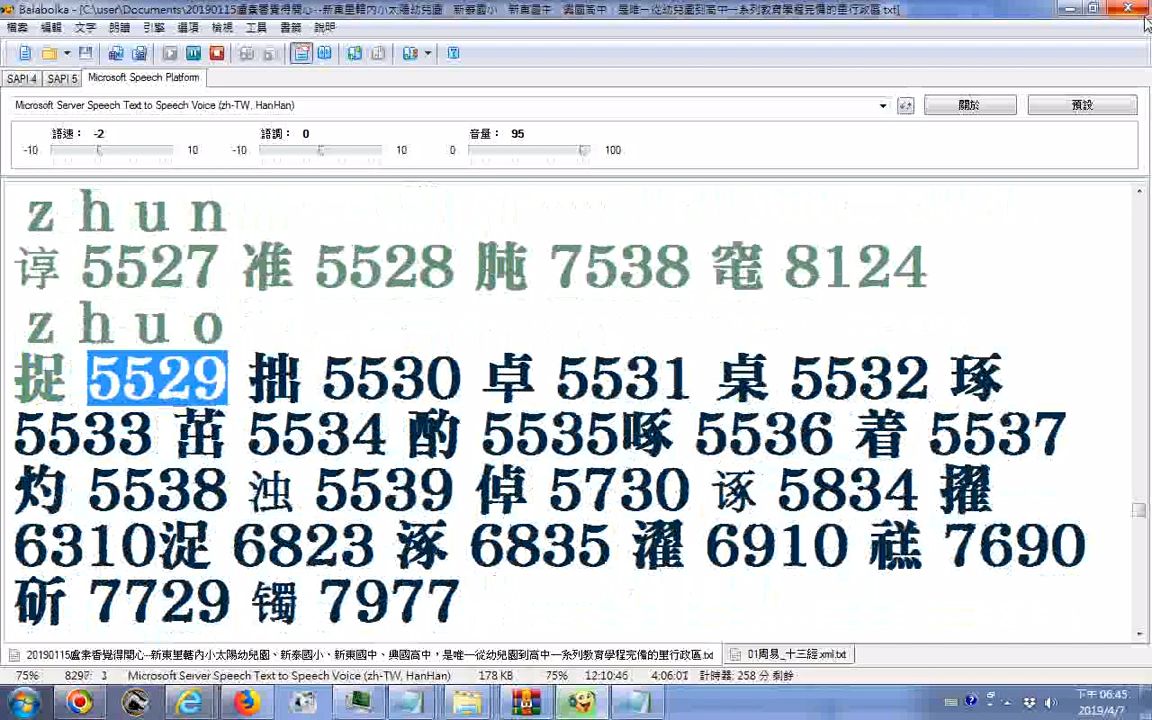 Balabolka - [C:\user\Documents\20190115盧紊香覺得開心--新東里轄內小太陽幼兒園、新泰國小、新東國中、興國高中，是唯一從幼兒園到高中一系列教育學程完備的里行政區.txt]
檔案 編輯 文字 朗讀 引擎 選項 檢視 工具 書籤 說明
SAPI 4 SAPI 5 Microsoft Speech Platform
Microsoft Server Speech Text to Speech Voice (zh-TW, HanHan) 關於 預設
語速： -2 語調： 0 音量： 95
-10 10 -10 10 0 100
z h u n
谆 5527 准 5528 肫 7538 窀 8124
z h u o
捉 5529 拙 5530 卓 5531 桌 5532 琢
5533 茁 5534 酌 5535啄 5536 着 5537
灼 5538 浊 5539 倬 5730 诼 5834 擢
6310浞 6823 涿 6835 濯 6910 禚 7690
斫 7729 镯 7977
20190115盧紊香覺得開心--新東里轄內小太陽幼兒園、新泰國小、新東國中、興國高中，是唯一從幼兒園到高中一系列教育學程完備的里行政區.txt 01周易_十三經.xml.txt
75% 8297: 1 Microsoft Server Speech Text to Speech Voice (zh-TW, HanHan) 178 KB 75% 12:10:46 4:06:01 計時器: 258 分 剩餘
下午 06:45
2019/4/7